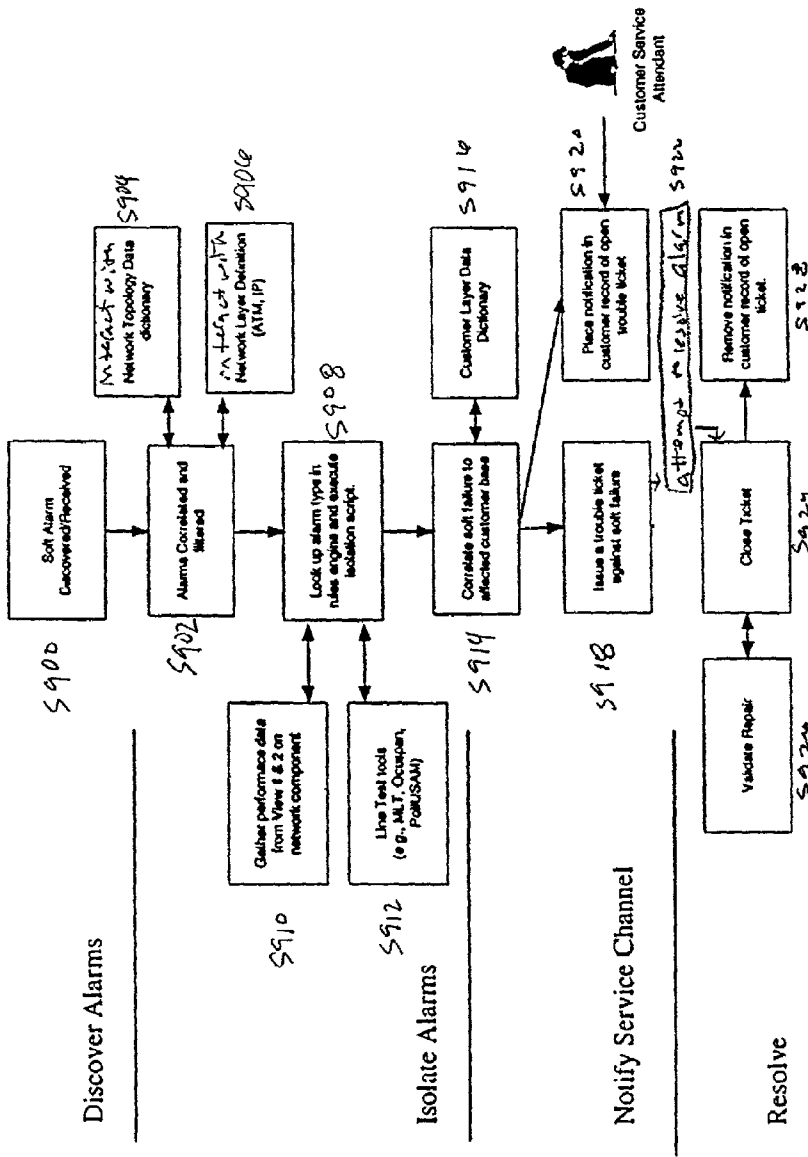 Discover Alarms
S900
Soft Alarm
Discovered/Received
S902
Alarms Correlated and
filtered
Interact with
Network Topology Data
dictionary
S904
interact with
Network Layer Definition
(ATM, IP)
S906
Isolate Alarms
S910
Gather performace data
from View 1 & 2 on
network component
S912
Line Test tools
(e.g., MLT, Ocuspan,
Look up alarm type in
rules engine and execute
isolation script.
S908
S914
Correlate soft failure to
affected customer base
Customer Layer Data
Dictionary
S916
Notify Service Channel
S918
Issue a trouble ticket
against soft failure
Place notification in
customer record of open
trouble ticket
S920
Customer Service
Attendant
attempt to resolve alarm
S922
Resolve
Validate Repair
S926
Close Ticket
S924
Remove notification in
customer record of open
ticket.
S928